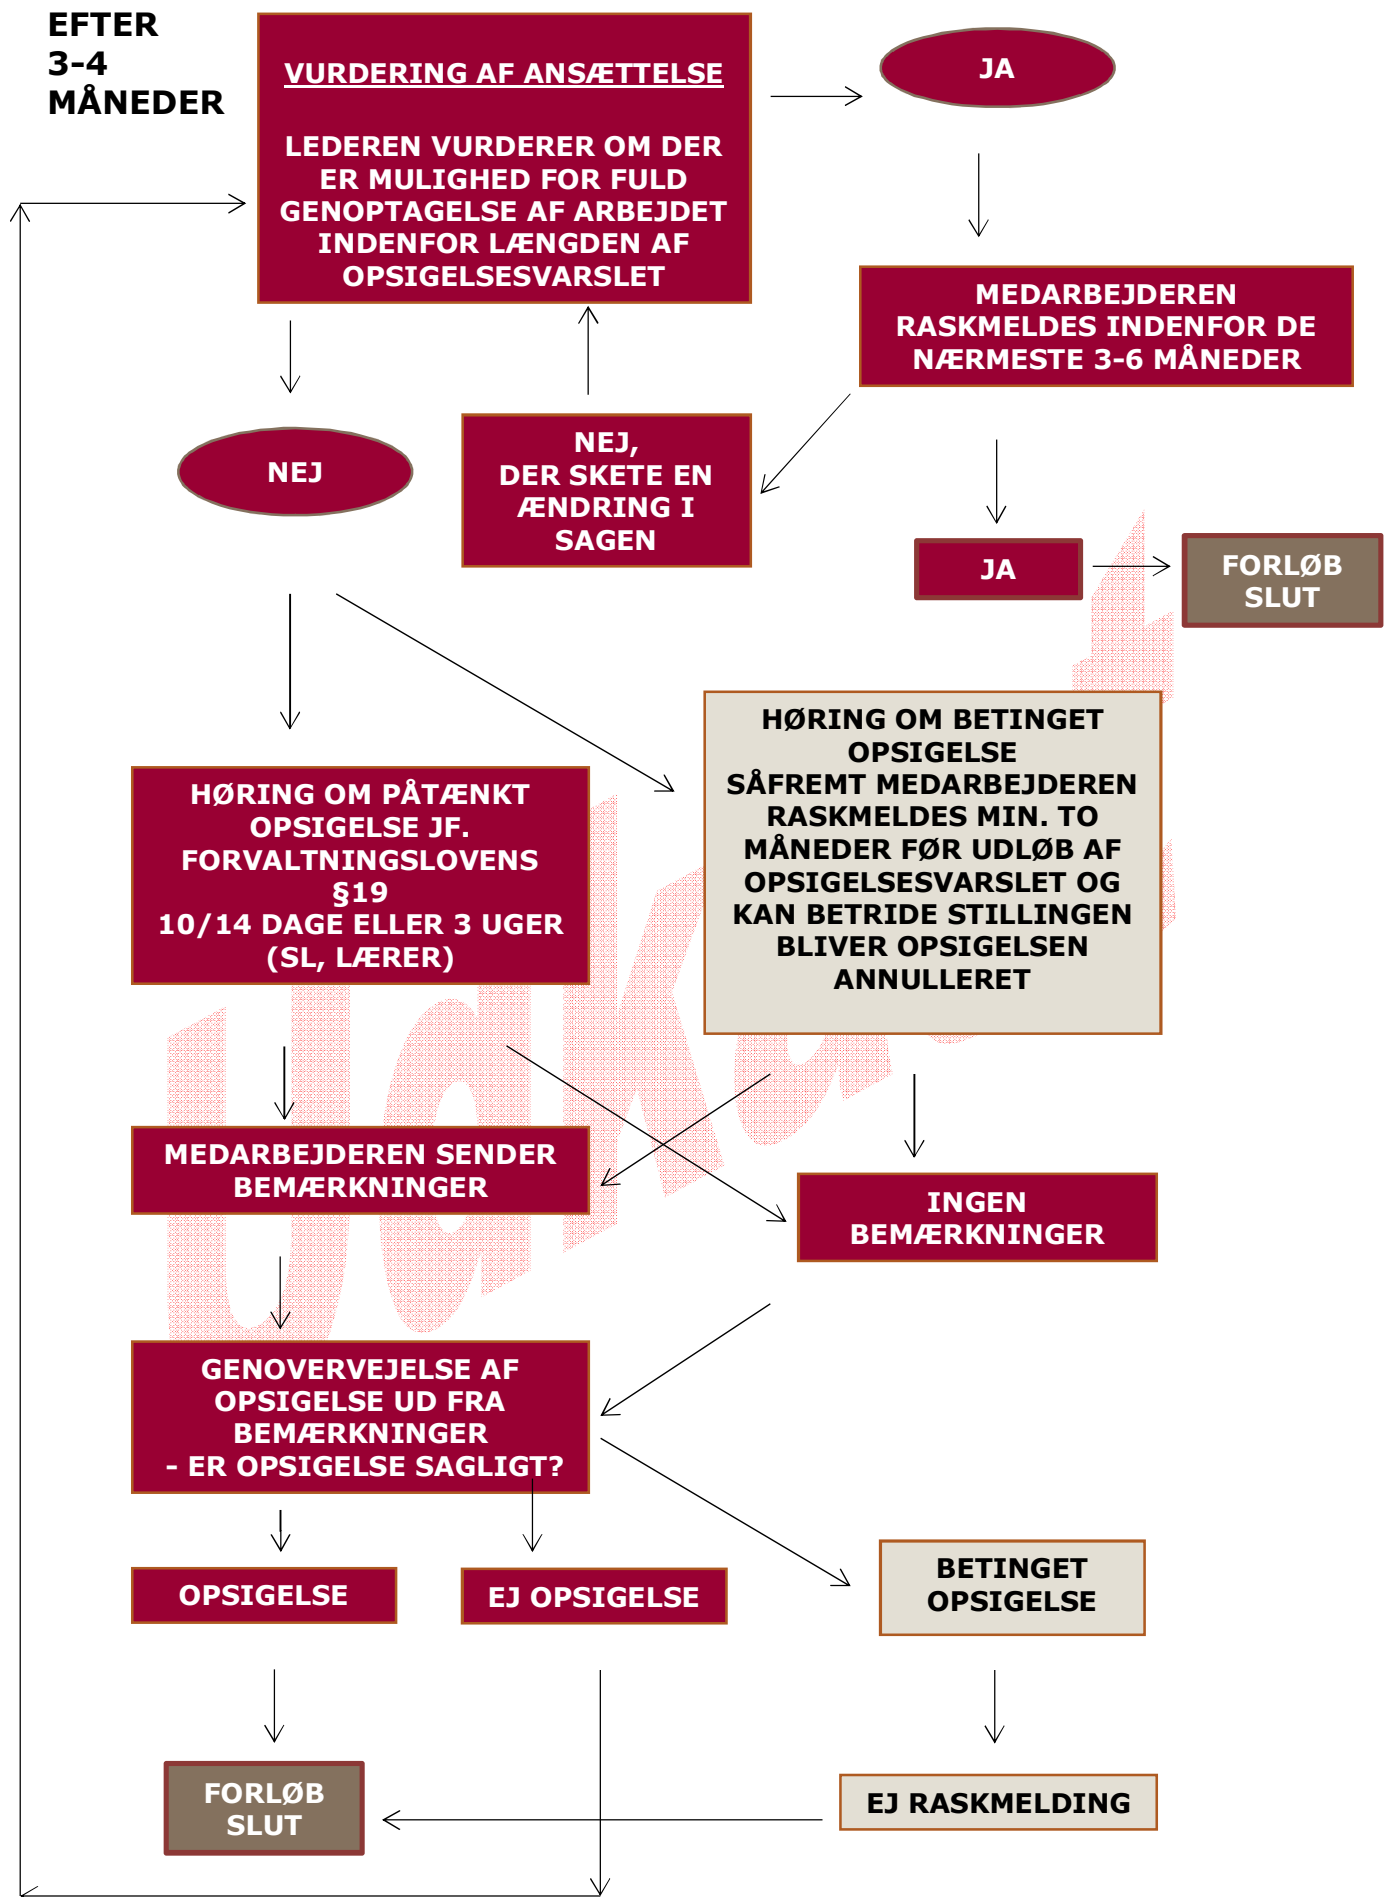 EFTER
3-4
MÅNEDER
VURDERING AF ANSÆTTELSE
LEDEREN VURDERER OM DER
ER MULIGHED FOR FULD
GENOPTAGELSE AF ARBEJDET
INDENFOR LÆNGDEN AF
OPSIGELSESVARSLET
JA
MEDARBEJDEREN
RASKMELDES INDENFOR DE
NÆRMESTE 3-6 MÅNEDER
NEJ
NEJ,
DER SKETE EN
ÆNDRING I
SAGEN
JA
FORLØB
SLUT
HØRING OM PÅTÆNKT
OPSIGELSE JF.
FORVALTNINGSLOVENS
§19
10/14 DAGE ELLER 3 UGER
(SL, LÆRER)
HØRING OM BETINGET
OPSIGELSE
SÅFREMT MEDARBEJDEREN
RASKMELDES MIN. TO
MÅNEDER FØR UDLØB AF
OPSIGELSESVARSLET OG
KAN BETRIDE STILLINGEN
BLIVER OPSIGELSEN
ANNULLERET
MEDARBEJDEREN SENDER
BEMÆRKNINGER
INGEN
BEMÆRKNINGER
GENOVERVEJELSE AF
OPSIGELSE UD FRA
BEMÆRKNINGER
- ER OPSIGELSE SAGLIGT?
OPSIGELSE
EJ OPSIGELSE
BETINGET
OPSIGELSE
FORLØB
SLUT
EJ RASKMELDING